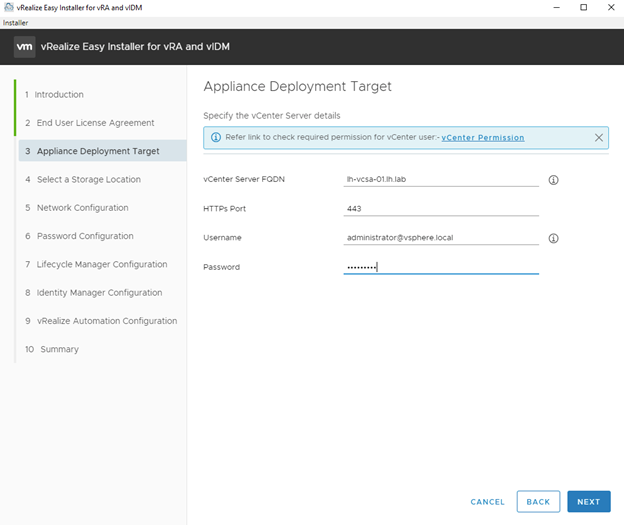 vRealize Easy Installer for vRA and vIDM
Installer
vm vRealize Easy Installer for vRA and vIDM
1 Introduction
2 End User License Agreement
3 Appliance Deployment Target
4 Select a Storage Location
5 Network Configuration
6 Password Configuration
7 Lifecycle Manager Configuration
8 Identity Manager Configuration
9 vRealize Automation Configuration
10 Summary
Appliance Deployment Target
Specify the vCenter Server details
Refer link to check required permission for vCenter user:- vCenter Permission
vCenter Server FQDN lh-vcsa-01.lh.lab
HTTPs Port 443
Username administrator@vsphere.local
Password •••••••••
CANCEL BACK NEXT